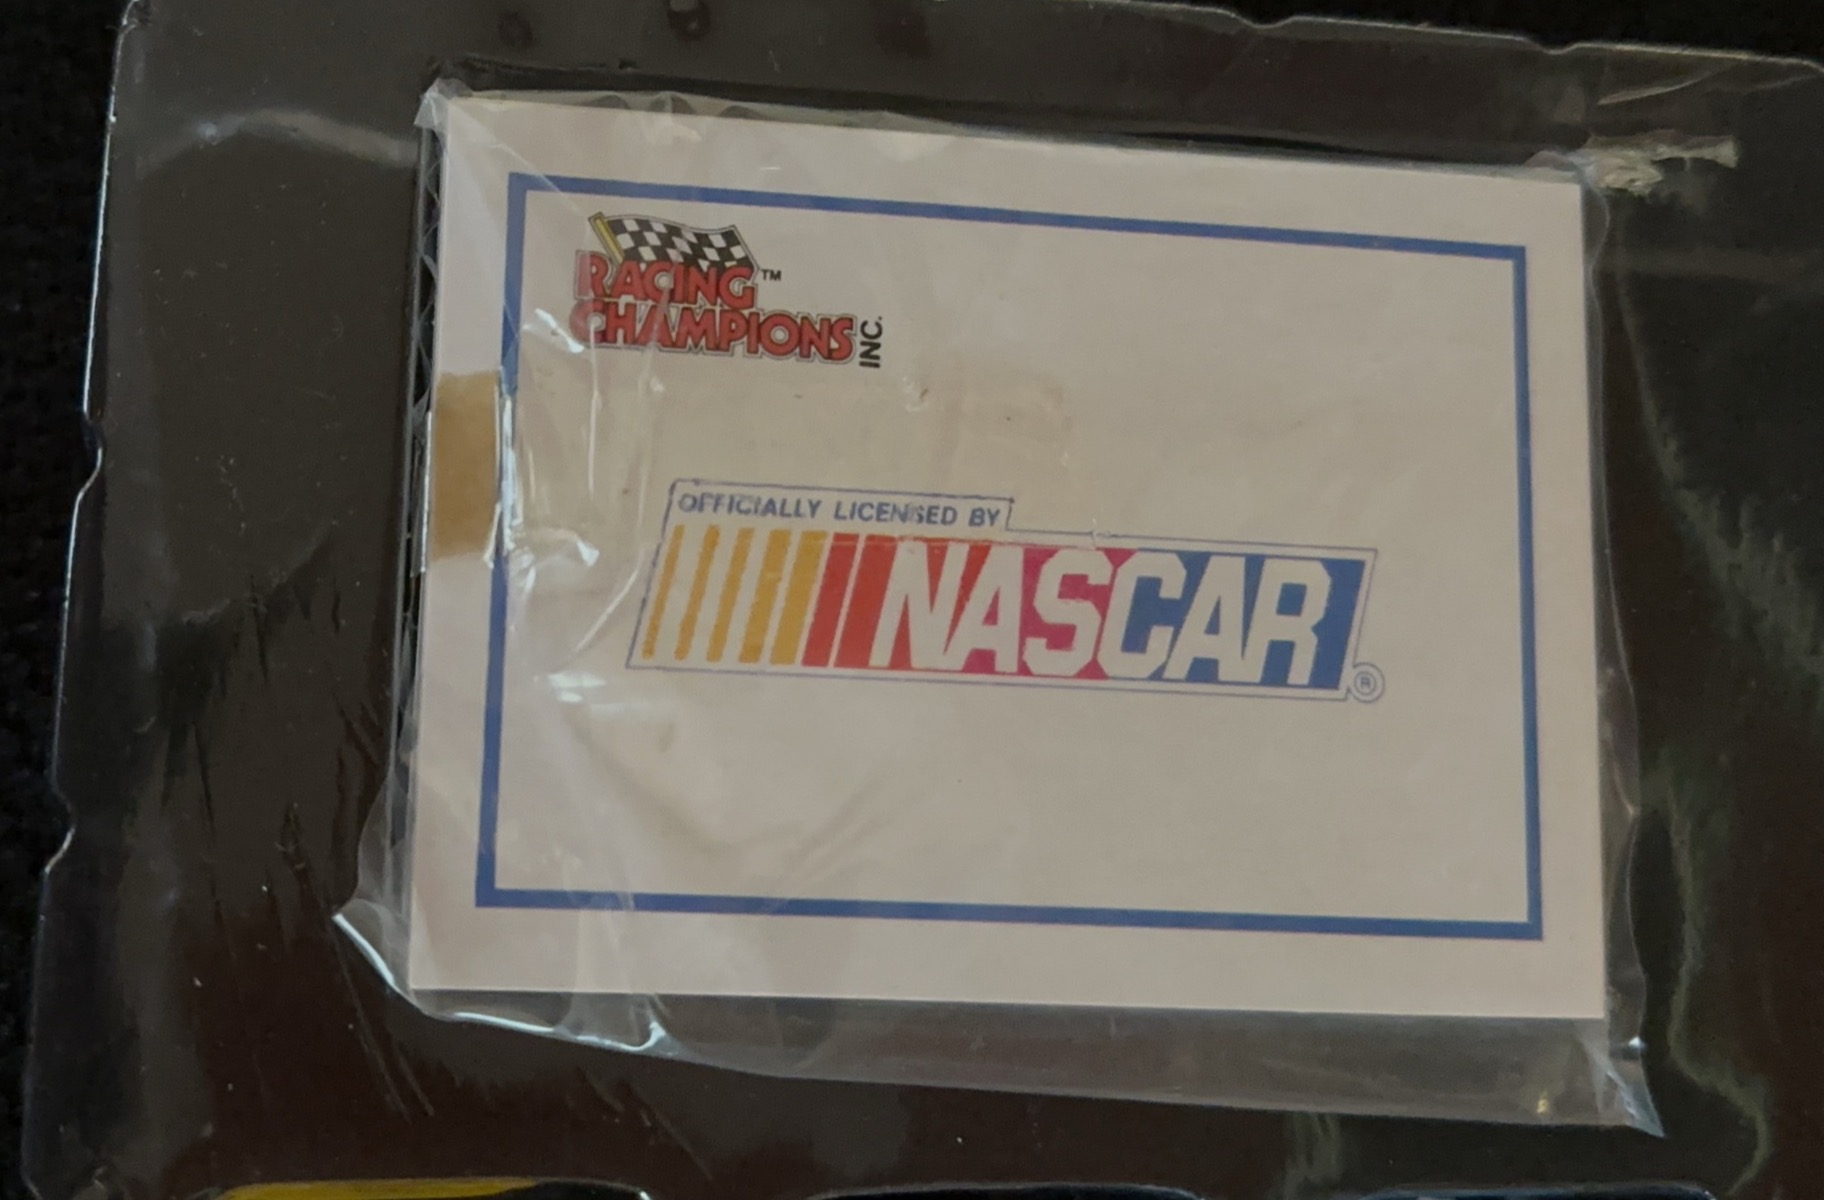 RACING™
CHAMPIONS INC.
OFFICIALLY LICENSED BY
NASCAR®